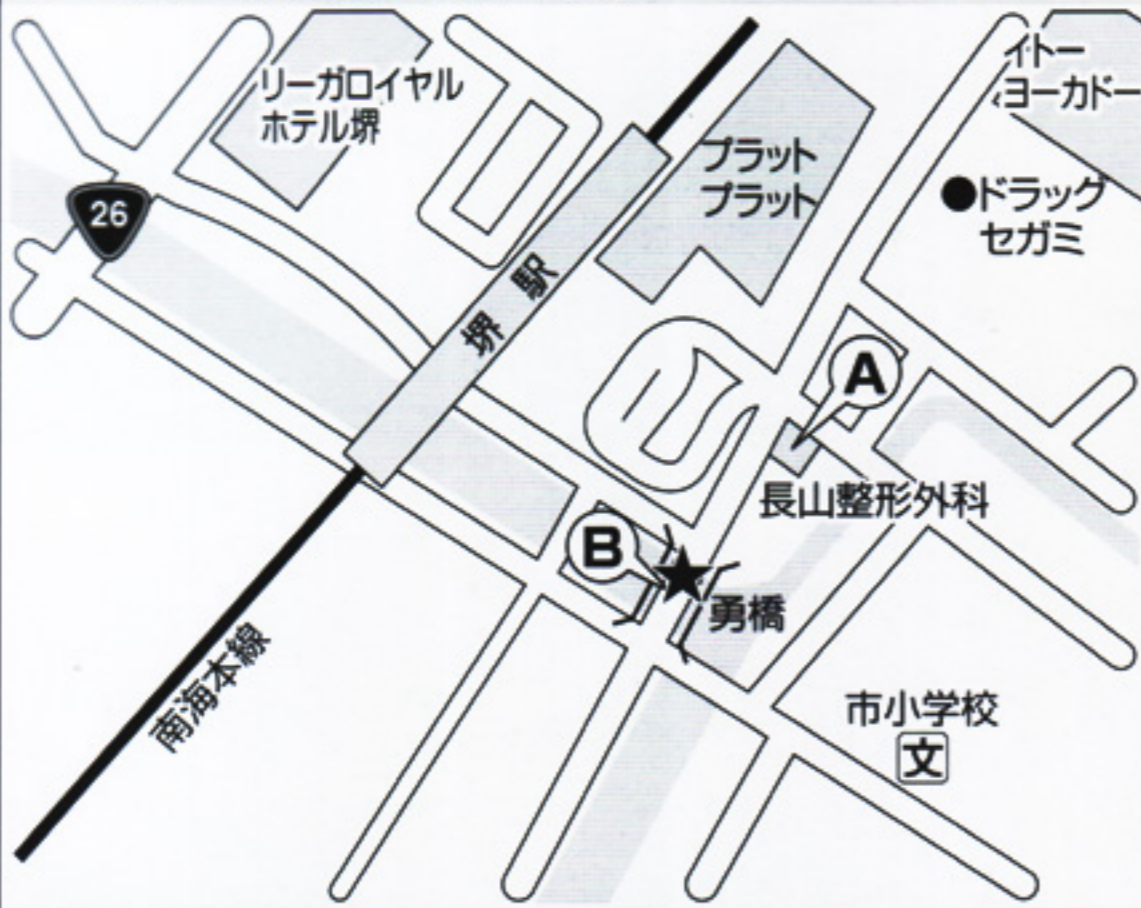 リーガロイヤル
ホテル堺
イトー
ヨーカドー
プラット
プラット
ドラッグ
セガミ
26
堺駅
A
長山整形外科
B
勇橋
南海本線
市小学校
文